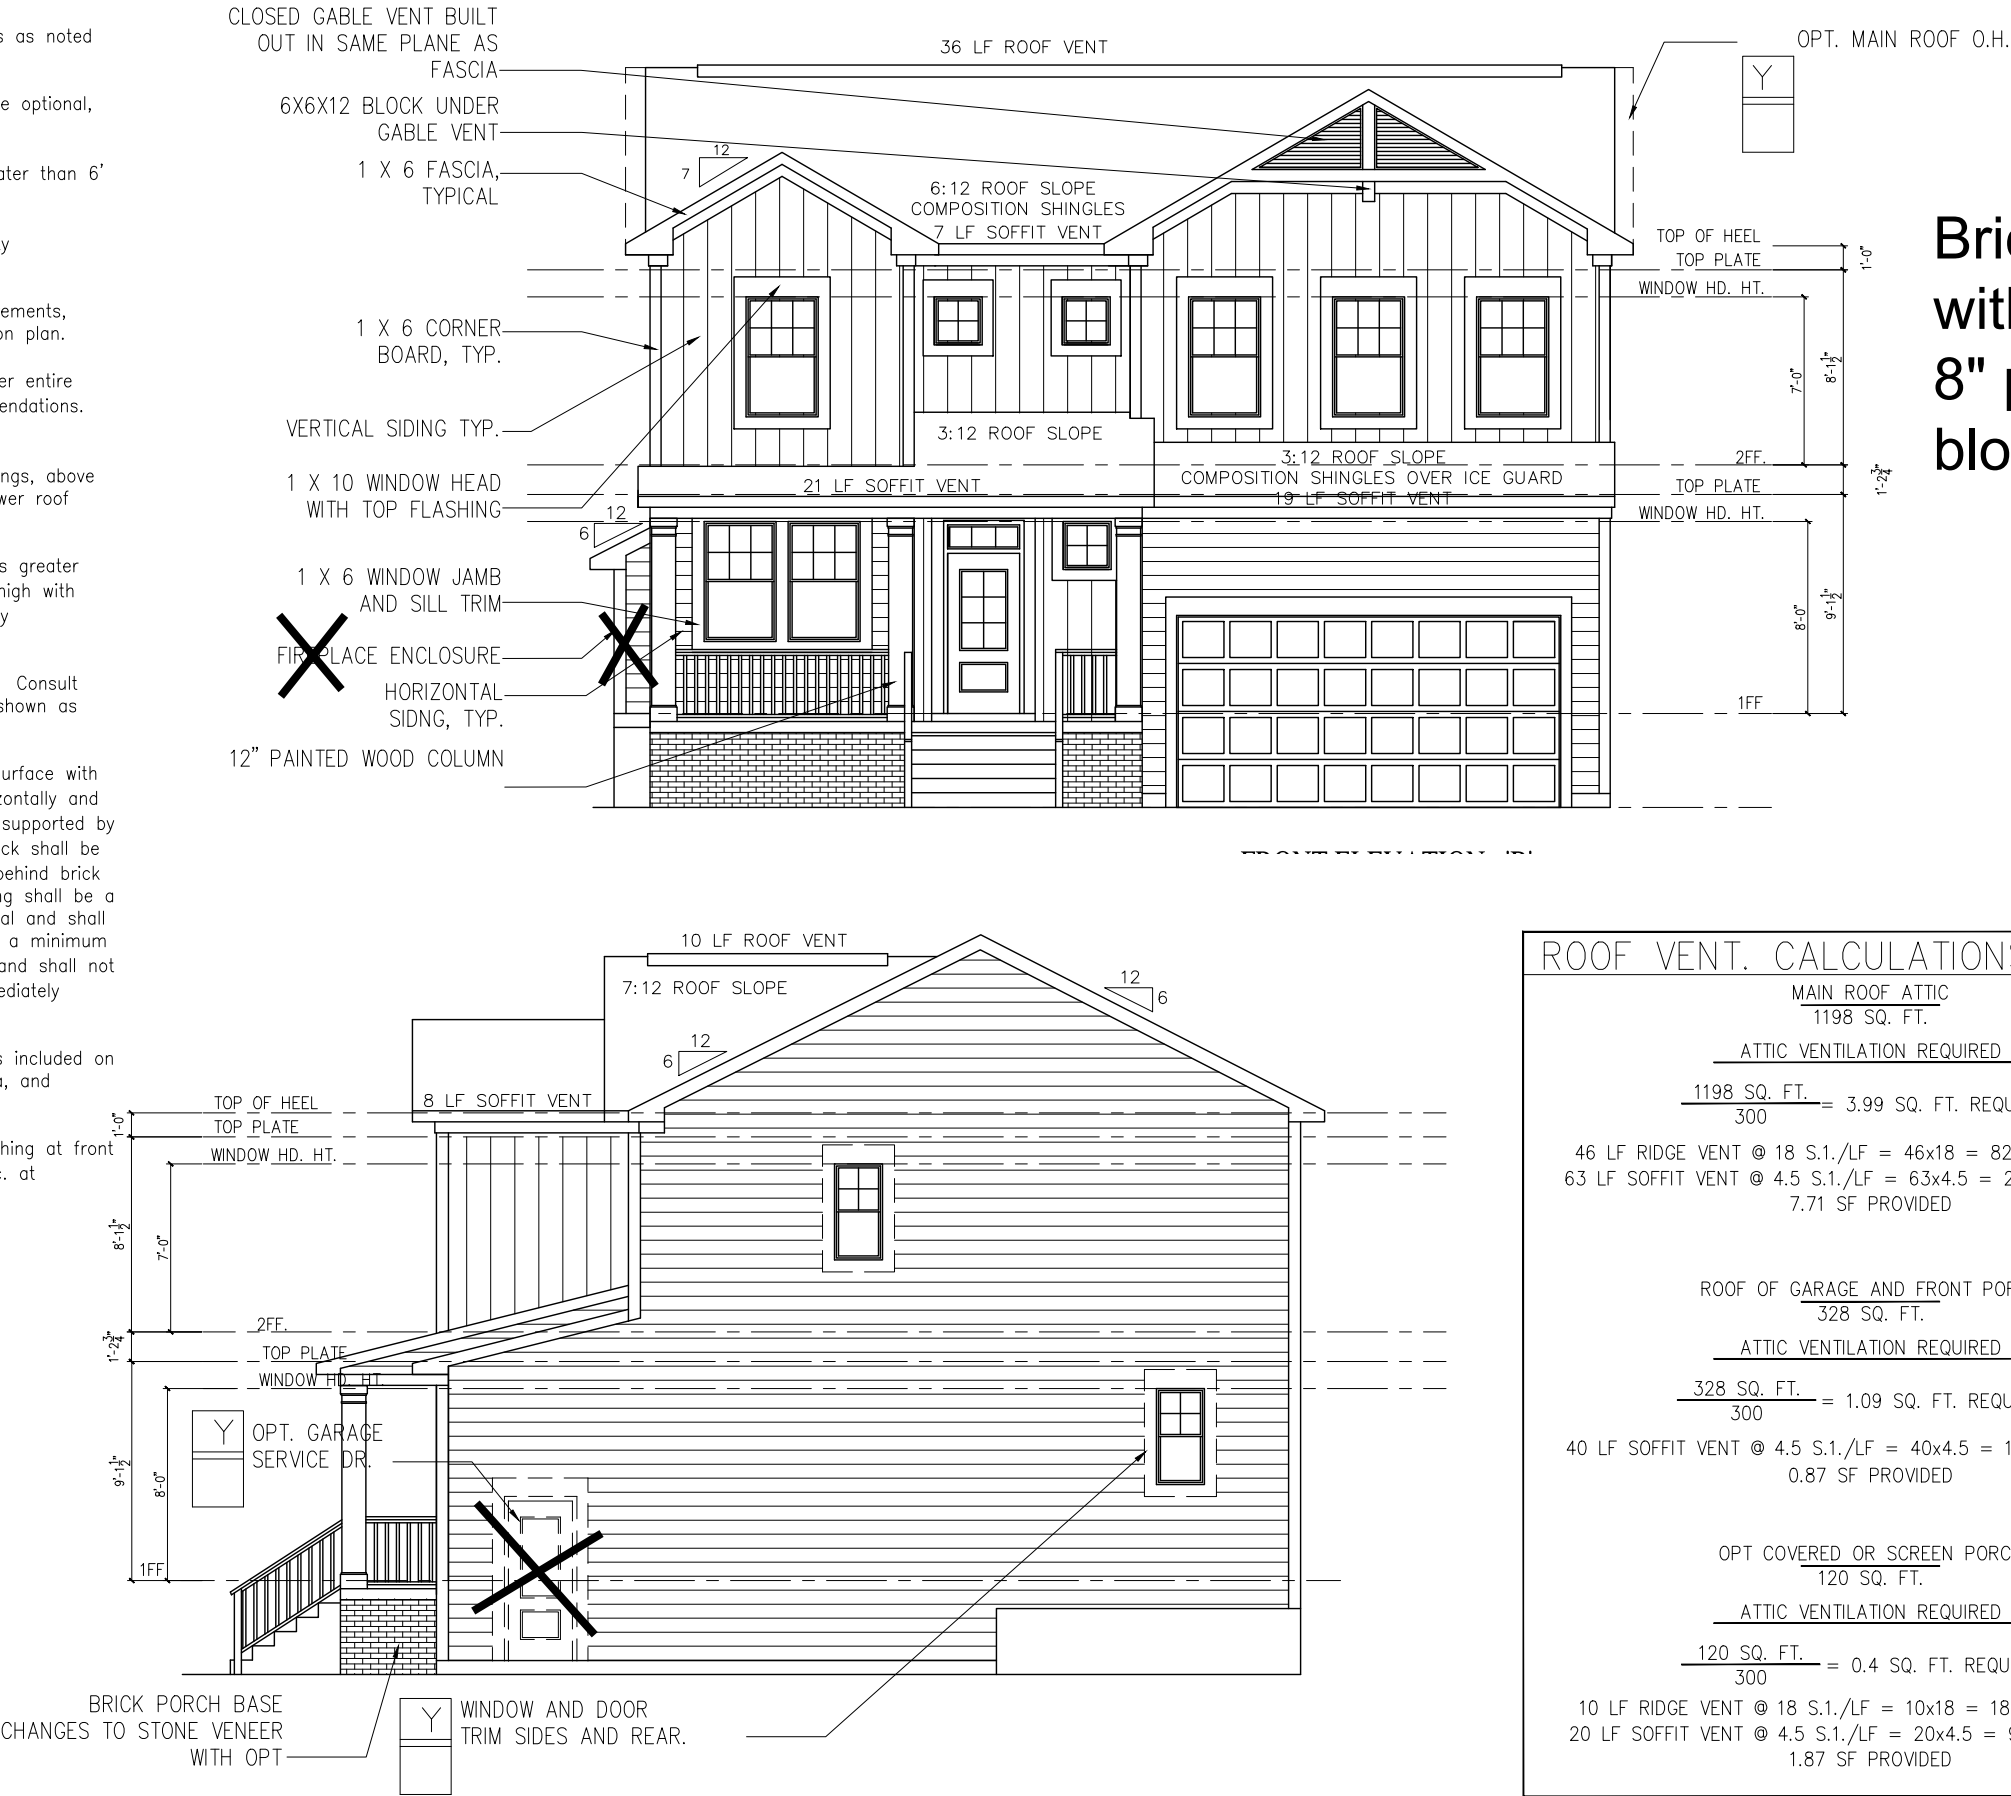 s as noted
e optional,
ater than 6'
y
ements,
on plan.
er entire
endations.
ngs, above
wer roof
s greater
high with
y
Consult
shown as
urface with
zontally and
supported by
ck shall be
behind brick
ng shall be a
al and shall
a minimum
and shall not
ediately
s included on
a, and
hing at front
c. at
CLOSED GABLE VENT BUILT
OUT IN SAME PLANE AS
FASCIA
6X6X12 BLOCK UNDER
GABLE VENT
1 X 6 FASCIA,
TYPICAL
1 X 6 CORNER
BOARD, TYP.
VERTICAL SIDING TYP.
1 X 10 WINDOW HEAD
WITH TOP FLASHING
12
6
1 X 6 WINDOW JAMB
AND SILL TRIM
FIREPLACE ENCLOSURE
HORIZONTAL
SIDNG, TYP.
12" PAINTED WOOD COLUMN
36 LF ROOF VENT
12
7
6:12 ROOF SLOPE
COMPOSITION SHINGLES
7 LF SOFFIT VENT
3:12 ROOF SLOPE
21 LF SOFFIT VENT
3:12 ROOF SLOPE
COMPOSITION SHINGLES OVER ICE GUARD
19 LF SOFFIT VENT
OPT. MAIN ROOF O.H.
Y
TOP OF HEEL
TOP PLATE
WINDOW HD. HT.
2FF.
TOP PLATE
WINDOW HD. HT.
1FF
1'-0"
7'-0"
8'-1½"
1'-2¾"
8'-0"
9'-1½"
Bri
with
8" p
blo
FRONT ELEVATION 'B'
10 LF ROOF VENT
7:12 ROOF SLOPE
12
6
12
6
8 LF SOFFIT VENT
TOP OF HEEL
TOP PLATE
WINDOW HD. HT.
2FF.
TOP PLATE
WINDOW HD. HT.
1FF
1'-0"
8'-1½"
7'-0"
1'-2¾"
9'-1½"
8'-0"
Y
OPT. GARAGE
SERVICE DR.
BRICK PORCH BASE
CHANGES TO STONE VENEER
WITH OPT
Y
WINDOW AND DOOR
TRIM SIDES AND REAR.
ROOF VENT. CALCULATIONS
MAIN ROOF ATTIC
1198 SQ. FT.
ATTIC VENTILATION REQUIRED
1198 SQ. FT.
300
= 3.99 SQ. FT. REQU
46 LF RIDGE VENT @ 18 S.1./LF = 46x18 = 82
63 LF SOFFIT VENT @ 4.5 S.1./LF = 63x4.5 = 2
7.71 SF PROVIDED
ROOF OF GARAGE AND FRONT POR
328 SQ. FT.
ATTIC VENTILATION REQUIRED
328 SQ. FT.
300
= 1.09 SQ. FT. REQU
40 LF SOFFIT VENT @ 4.5 S.1./LF = 40x4.5 = 1
0.87 SF PROVIDED
OPT COVERED OR SCREEN PORC
120 SQ. FT.
ATTIC VENTILATION REQUIRED
120 SQ. FT.
300
= 0.4 SQ. FT. REQU
10 LF RIDGE VENT @ 18 S.1./LF = 10x18 = 18
20 LF SOFFIT VENT @ 4.5 S.1./LF = 20x4.5 = 9
1.87 SF PROVIDED